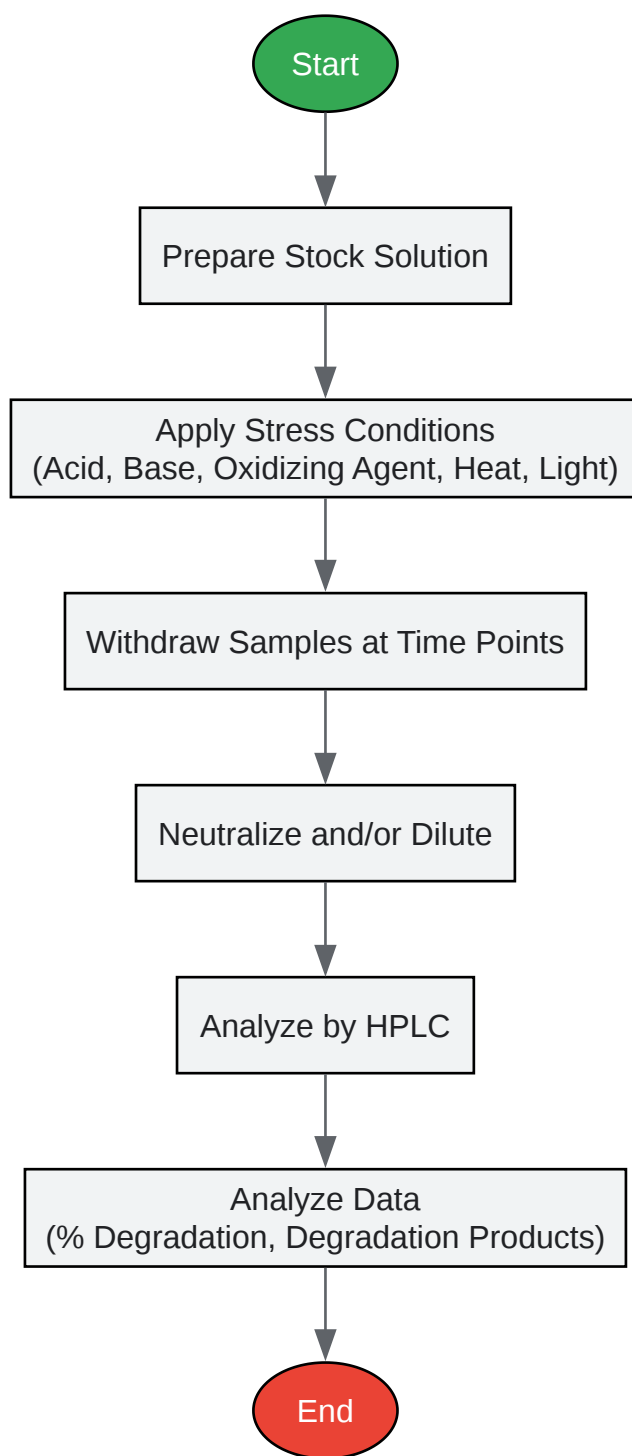 Start
Prepare Stock Solution
Apply Stress Conditions
(Acid, Base, Oxidizing Agent, Heat, Light)
Withdraw Samples at Time Points
Neutralize and/or Dilute
Analyze by HPLC
Analyze Data
(% Degradation, Degradation Products)
End